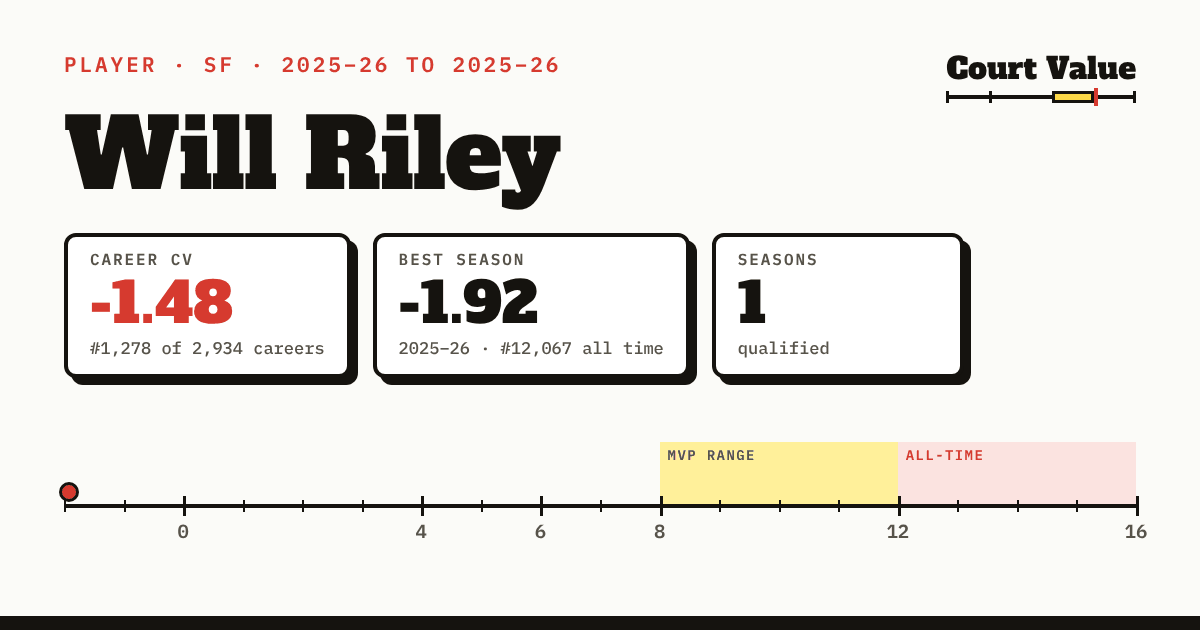 PLAYER · SF · 2025–26 TO 2025–26
Court Value
Will Riley
CAREER CV
-1.48
#1,278 of 2,934 careers
BEST SEASON
-1.92
2025–26 · #12,067 all time
SEASONS
1
qualified
MVP RANGE
ALL-TIME
0
4
6
8
12
16